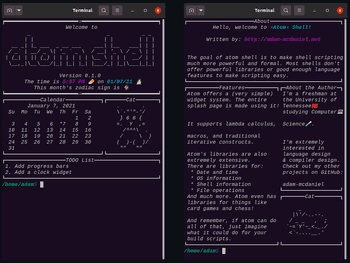 Terminal
Welcome to
Version 0.1.0
The time is
on 01/07/21
This month's zodiac sign is
Calendar
January 7, 2021
Su Mo Tu We Th Fr Sa
1 2
3 4 5 6 *7 8 9
10 11 12 13 14 15 16
17 18 19 20 21 22 23
24 25 26 27 28 29 30
31
Cat
TODO List
1. Add progress bars
2. Add a clock widget
/home/adam:
Terminal
About
Hello, welcome to ~Atom~ Shell!
Written by: http://adam-mcdaniel.net
The goal of atom shell is to make shell scripting
much more powerful and formal. Most shells don't
offer powerful libraries or good enough language
features to make scripting easy.
Features
Atom offers a (very) simple
widget system. The entire
splash page is made using it!
It supports lambda calculus,
macros, and traditional
iterative constructs.
Atom's libraries are also
extremely extensive.
There are libraries for:
* Date and time
* OS information
* Shell information
* File operations
And much more. Atom even has
libraries for things like
card games and chess!
And remember, if atom can do
all of that, just imagine
what it could do for your
build scripts.
About the Author
I'm a freshman at
the University of
Tennessee
studying Computer
Science
I'm extremely
interested in
language design
& compiler design.
Check out my other
projects on GitHub:
adam-mcdaniel
Cat
/home/adam: